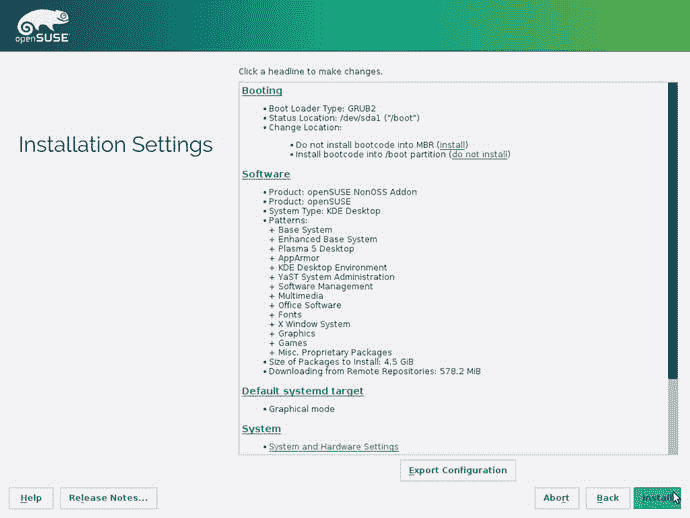 openSUSE
Click a headline to make changes.
Installation Settings
Booting
• Boot Loader Type: GRUB2
• Status Location: /dev/sda1 ("/boot")
• Change Location:
• Do not install bootcode into MBR (install)
• Install bootcode into /boot partition (do not install)
Software
• Product: openSUSE NonOSS Addon
• Product: openSUSE
• System Type: KDE Desktop
• Patterns:
+ Base System
+ Enhanced Base System
+ Plasma 5 Desktop
+ AppArmor
+ KDE Desktop Environment
+ YaST System Administration
+ Software Management
+ Multimedia
+ Office Software
+ Fonts
+ X Window System
+ Graphics
+ Games
+ Misc. Proprietary Packages
• Size of Packages to Install: 4.5 GiB
• Downloading from Remote Repositories: 578.2 MiB
Default systemd target
• Graphical mode
System
• System and Hardware Settings
Export Configuration
Help
Release Notes...
Abort
Back
Install